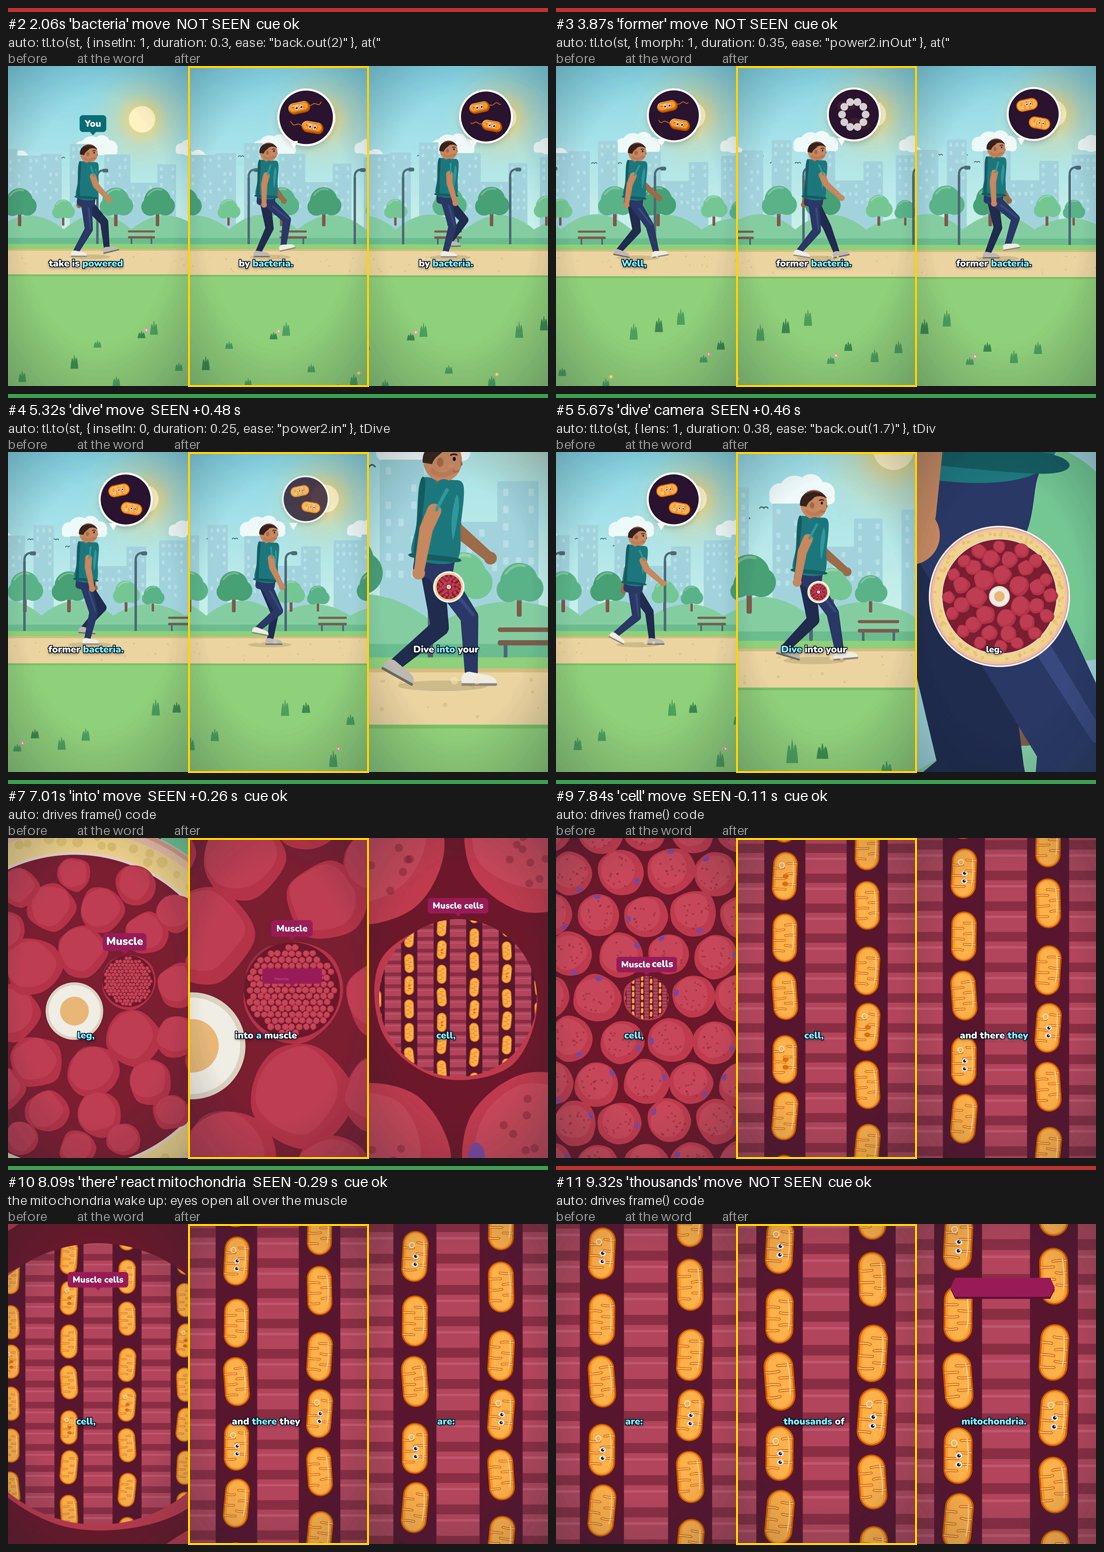 #2 2.06s 'bacteria' move NOT SEEN cue ok
auto: tl.to(st, { insetIn: 1, duration: 0.3, ease: "back.out(2)" }, at("
before at the word after
You
take is powered
by bacteria.
by bacteria.
#3 3.87s 'former' move NOT SEEN cue ok
auto: tl.to(st, { morph: 1, duration: 0.35, ease: "power2.inOut" }, at("
before at the word after
Well,
former bacteria.
former bacteria.
#4 5.32s 'dive' move SEEN +0.48 s
auto: tl.to(st, { insetIn: 0, duration: 0.25, ease: "power2.in" }, tDive
before at the word after
former bacteria.
Dive into your
#5 5.67s 'dive' camera SEEN +0.46 s
auto: tl.to(st, { lens: 1, duration: 0.38, ease: "back.out(1.7)" }, tDiv
before at the word after
Dive into your
leg,
#7 7.01s 'into' move SEEN +0.26 s cue ok
auto: drives frame() code
before at the word after
Muscle
leg,
Muscle
into a muscle
Muscle cells
cell,
#9 7.84s 'cell' move SEEN -0.11 s cue ok
auto: drives frame() code
before at the word after
Muscle cells
cell,
cell,
and there they
#10 8.09s 'there' react mitochondria SEEN -0.29 s cue ok
the mitochondria wake up: eyes open all over the muscle
before at the word after
Muscle cells
cell,
and there they
are:
#11 9.32s 'thousands' move NOT SEEN cue ok
auto: drives frame() code
before at the word after
are:
thousands of
mitochondria.